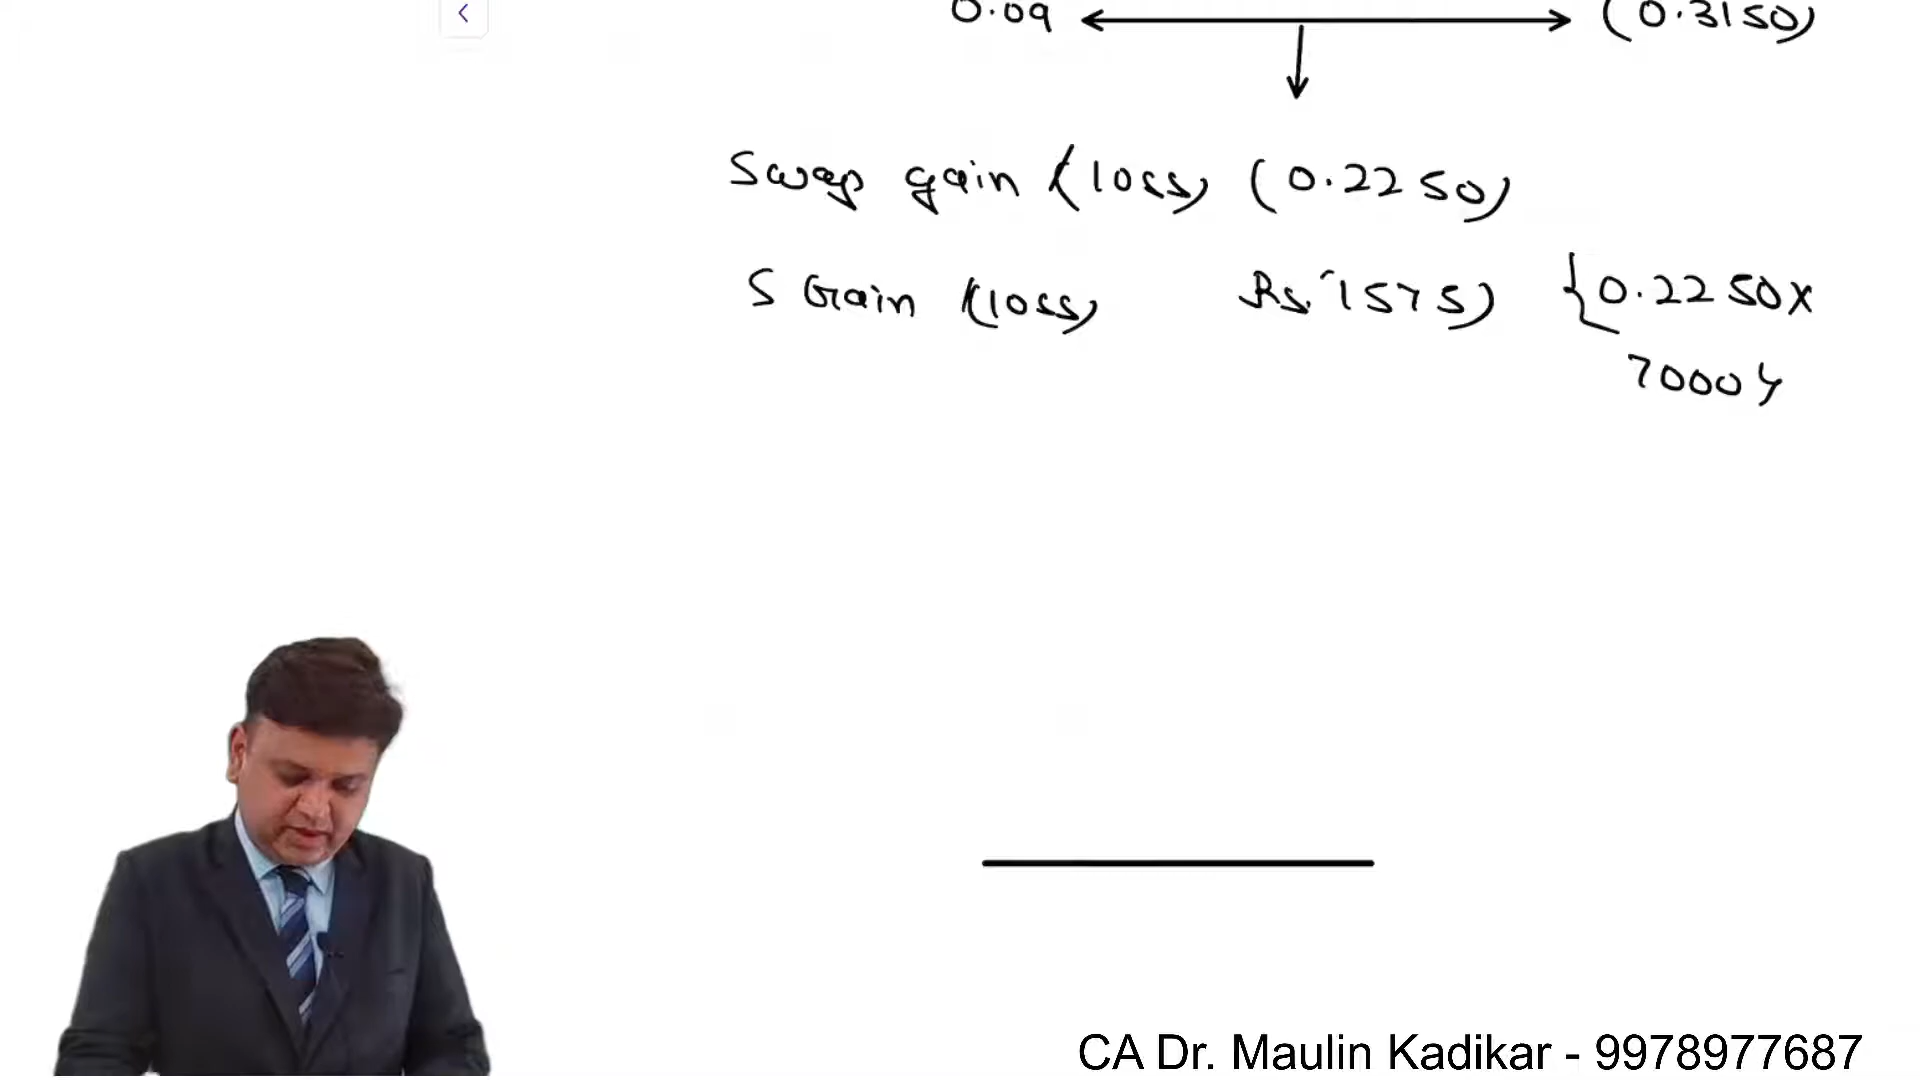 0.09 (0.3150)
Swap gain (loss) (0.2250)
S Gain (loss) Rs. (1575) {0.2250x
7000}
CA Dr. Maulin Kadikar - 9978977687